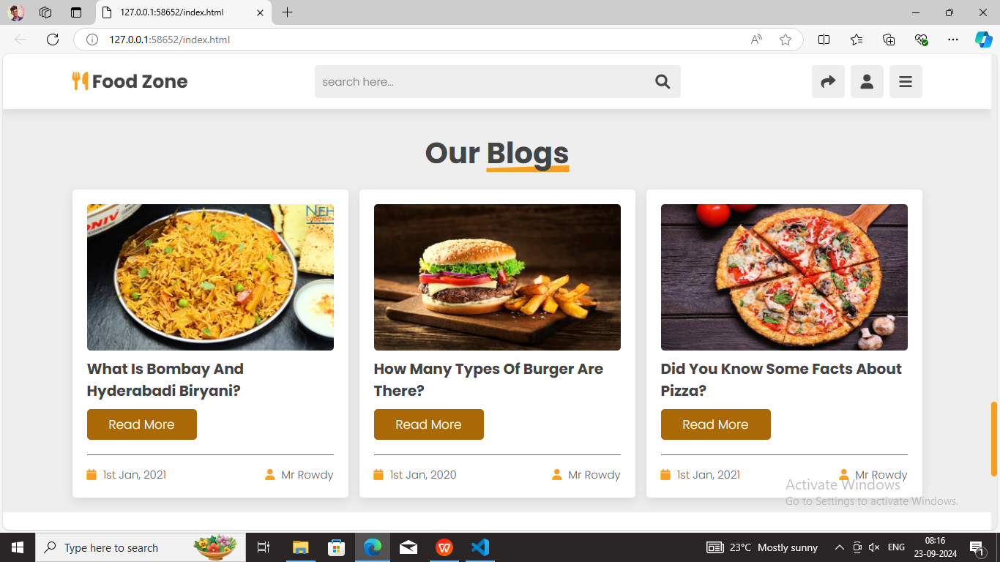 127.0.0.1:58652/index.html
127.0.0.1:58652/index.html
Food Zone
search here...
Our Blogs
What Is Bombay And
Hyderabadi Biryani?
Read More
1st Jan, 2021
Mr Rowdy
How Many Types Of Burger Are
There?
Read More
1st Jan, 2020
Mr Rowdy
Did You Know Some Facts About
Pizza?
Read More
1st Jan, 2021
Mr Rowdy
Activate Windows
Go to Settings to activate Windows.
Type here to search
23°C Mostly sunny
ENG
08:16
23-09-2024
1